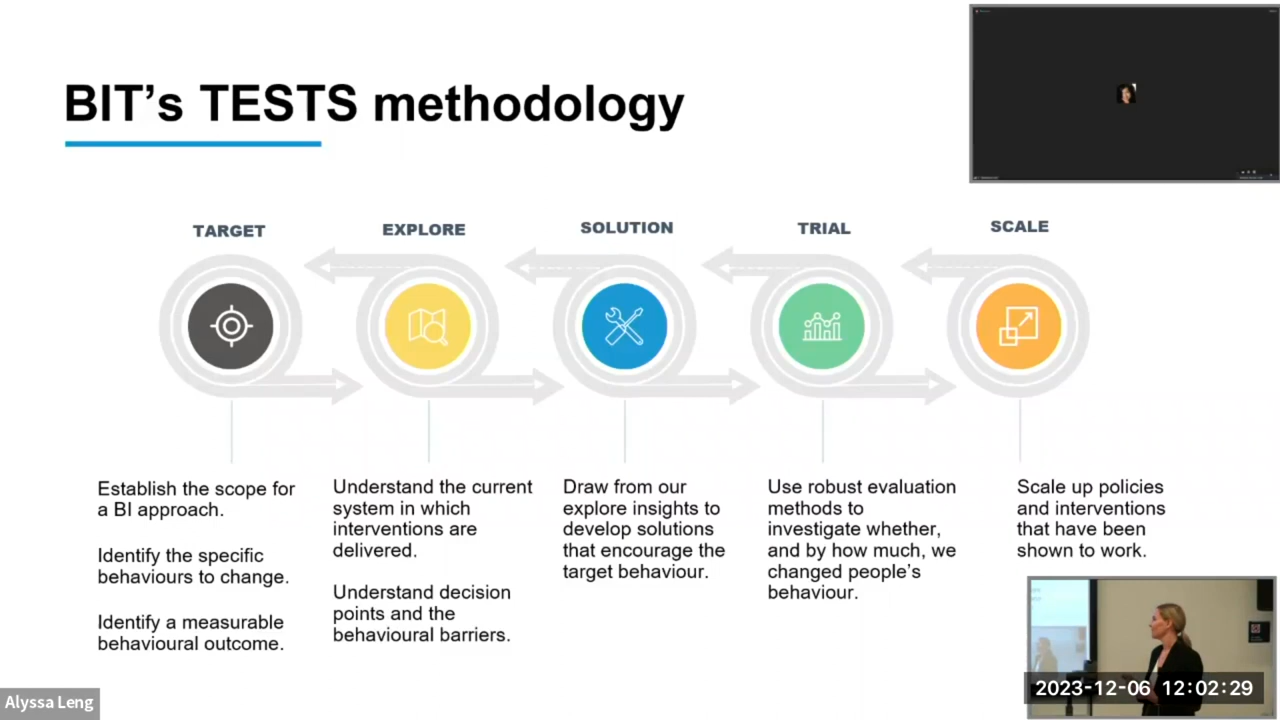 BIT's TESTS methodology
TARGET
EXPLORE
SOLUTION
TRIAL
SCALE
Establish the scope for
a BI approach.
Identify the specific
behaviours to change.
Identify a measurable
behavioural outcome.
Understand the current
system in which
interventions are
delivered.
Understand decision
points and the
behavioural barriers.
Draw from our
explore insights to
develop solutions
that encourage the
target behaviour.
Use robust evaluation
methods to
investigate whether,
and by how much, we
changed people's
behaviour.
Scale up policies
and interventions
that have been
shown to work.
Alyssa Leng
2023-12-06 12:02:29